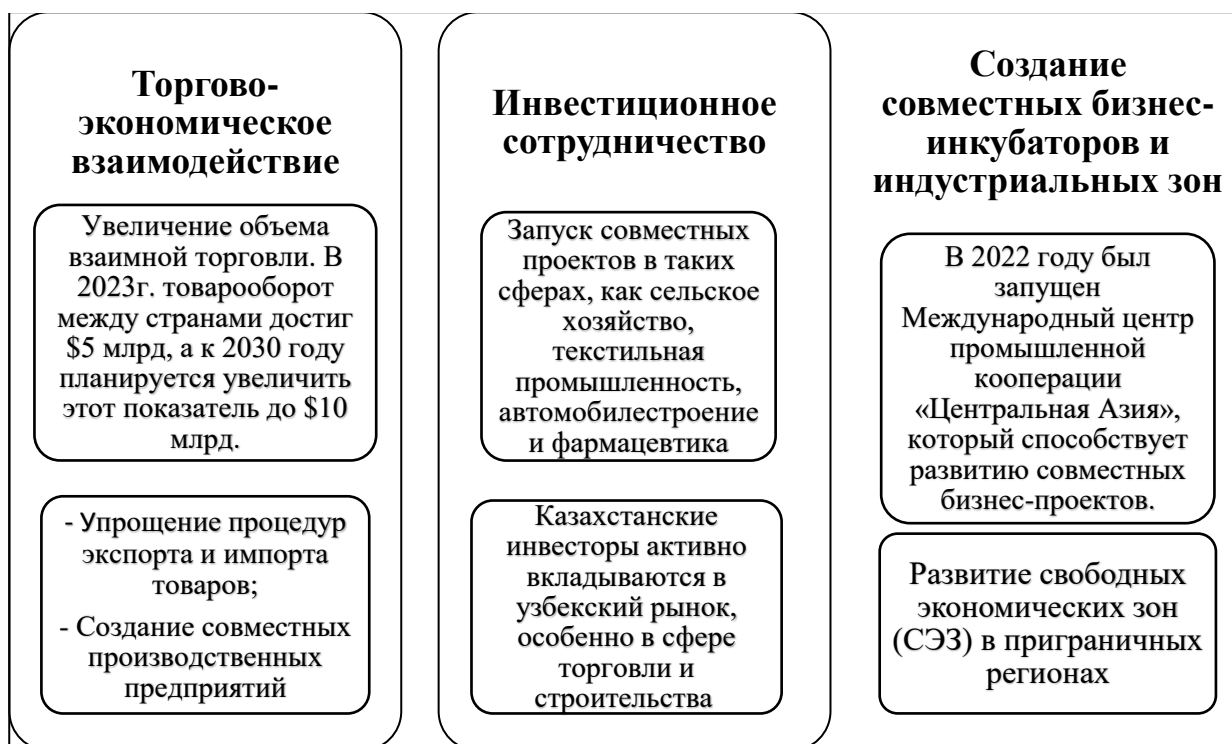 Торгово-
экономическое
взаимодействие
Увеличение объема
взаимной торговли. В
2023г. товарооборот
между странами достиг
$5 млрд, а к 2030 году
планируется увеличить
этот показатель до $10
млрд.
- Упрощение процедур
экспорта и импорта
товаров;
- Создание совместных
производственных
предприятий
Инвестиционное
сотрудничество
Запуск совместных
проектов в таких
сферах, как сельское
хозяйство,
текстильная
промышленность,
автомобилестроение
и фармацевтика
Казахстанские
инвесторы активно
вкладываются в
узбекский рынок,
особенно в сфере
торговли и
строительства
Создание
совместных бизнес-
инкубаторов и
индустриальных зон
В 2022 году был
запущен
Международный центр
промышленной
кооперации
«Центральная Азия»,
который способствует
развитию совместных
бизнес-проектов.
Развитие свободных
экономических зон
(СЭЗ) в приграничных
регионах